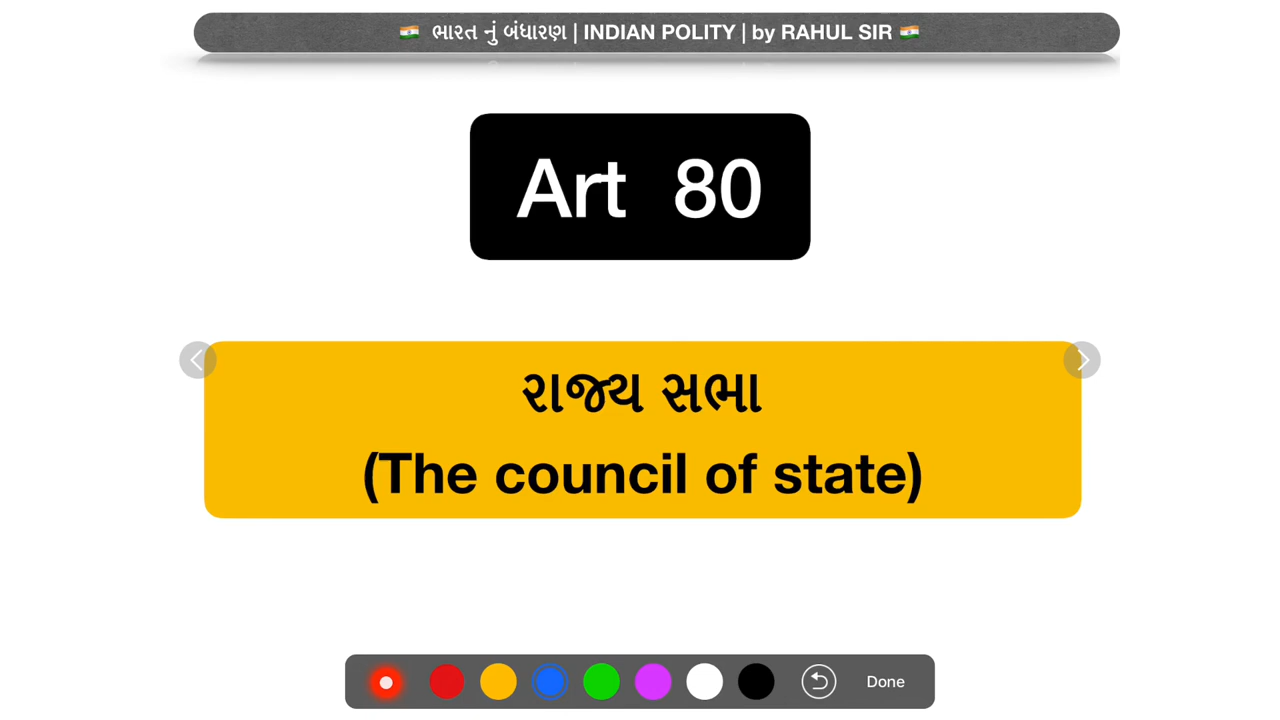 🇮🇳 ભારત નું બંધારણ | INDIAN POLITY | by RAHUL SIR 🇮🇳
Art 80
રાજ્ય સભા
(The council of state)
Done